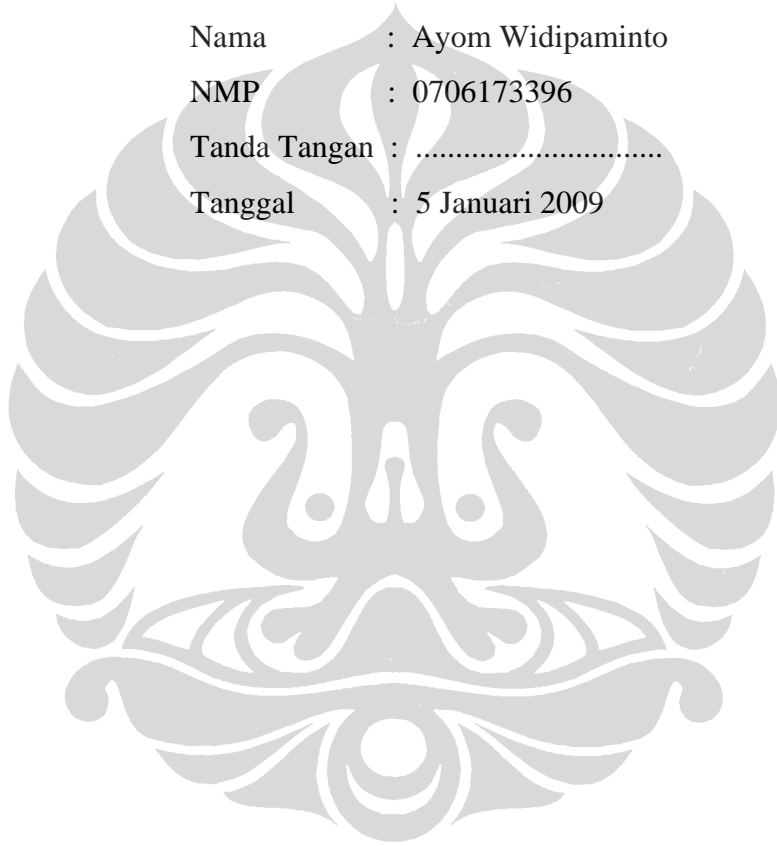 Nama : Ayom Widipaminto
NMP : 0706173396
Tanda Tangan : ...............................
Tanggal : 5 Januari 2009